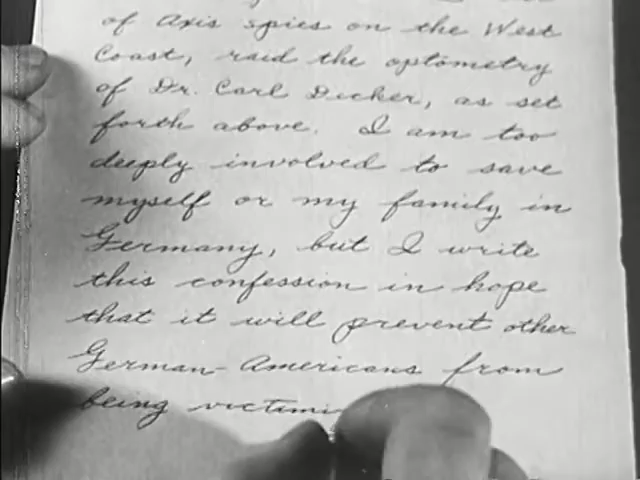 of Axis spies on the West
Coast, raid the optometry
of Dr. Carl Dicher, as set
forth above. I am too
deeply involved to save
myself or my family in
Germany, but I write
this confession in hope
that it will prevent other
German-Americans from
being victimi